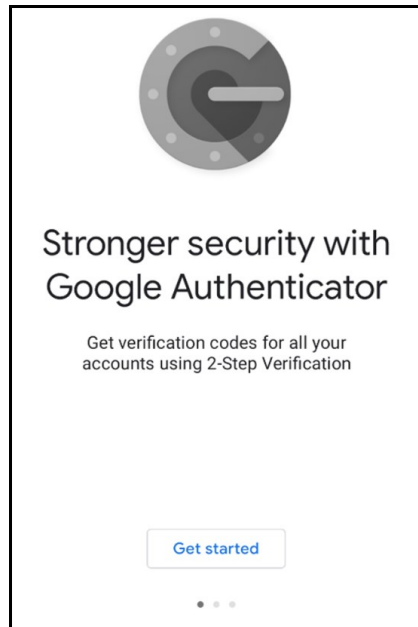 Stronger security with
Google Authenticator
Get verification codes for all your
accounts using 2-Step Verification
Get started